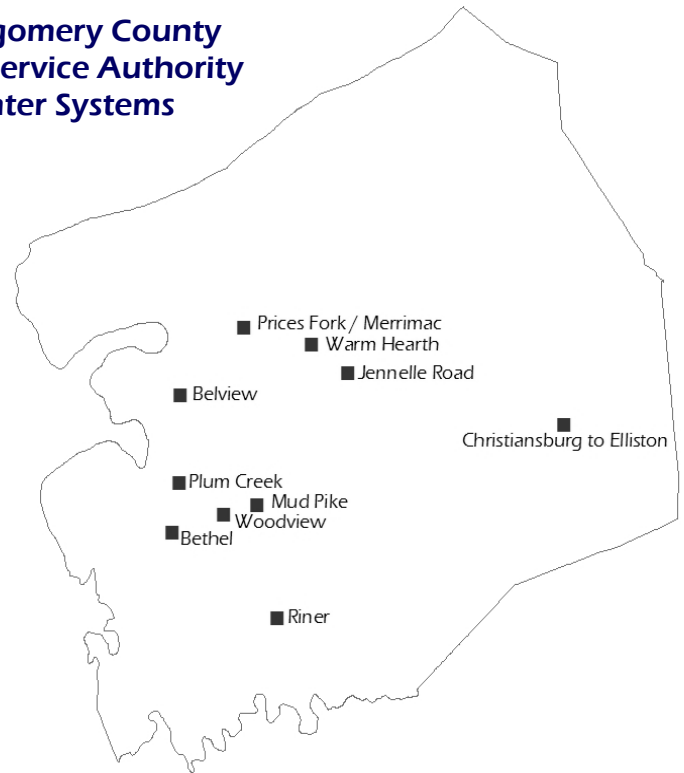 gomery County
ervice Authority
ter Systems
Prices Fork / Merrimac
Warm Hearth
Jennelle Road
Belview
Christiansburg to Elliston
Plum Creek
Mud Pike
Woodview
Bethel
Riner